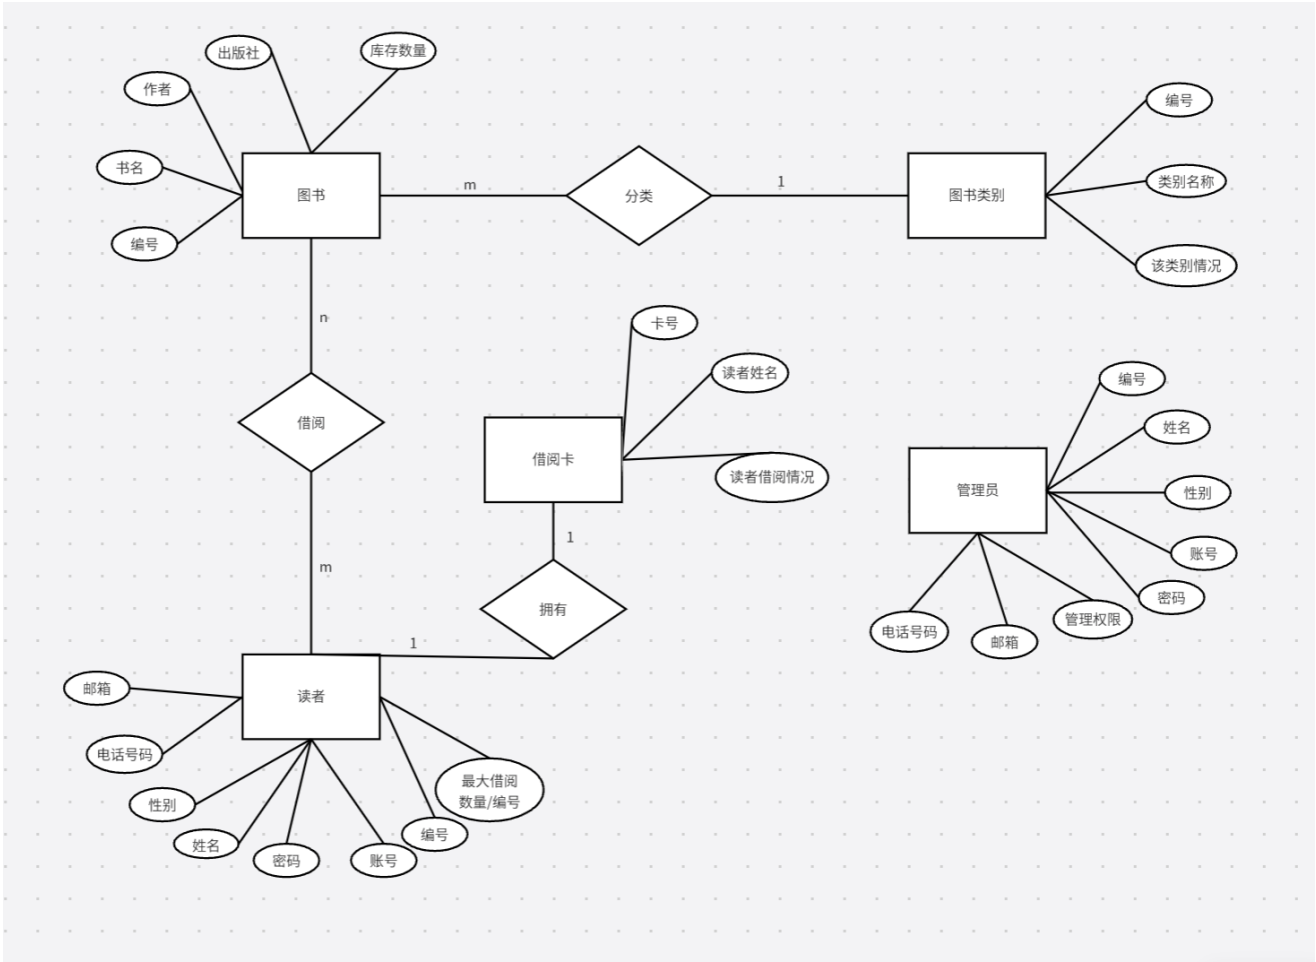 出版社
库存数量
作者
书名
编号
图书
m
分类
1
图书类别
编号
类别名称
该类别情况
n
借阅
m
卡号
读者姓名
读者借阅情况
借阅卡
1
拥有
1
管理员
编号
姓名
性别
账号
密码
管理权限
邮箱
电话号码
读者
邮箱
电话号码
性别
姓名
密码
账号
编号
最大借阅
数量/编号